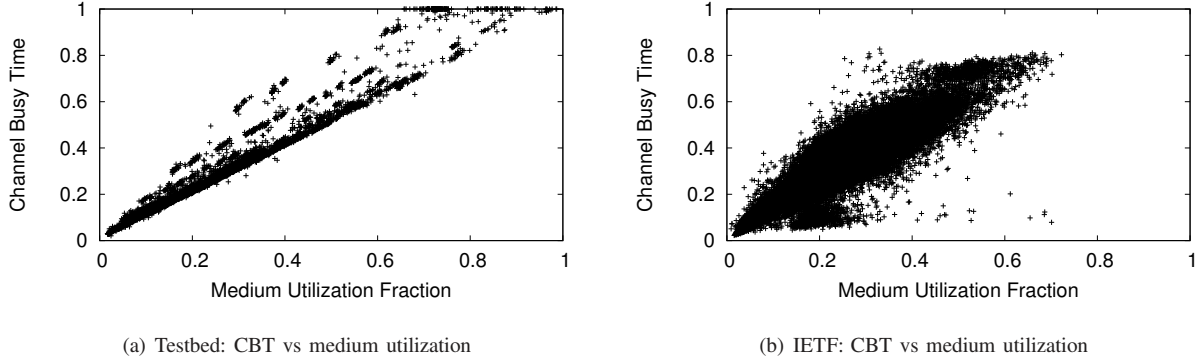 1
0.8
0.6
0.4
0.2
0
0 0.2 0.4 0.6 0.8 1
Channel Busy Time
Medium Utilization Fraction
(a) Testbed: CBT vs medium utilization
1
0.8
0.6
0.4
0.2
0
0 0.2 0.4 0.6 0.8 1
Channel Busy Time
Medium Utilization Fraction
(b) IETF: CBT vs medium utilization